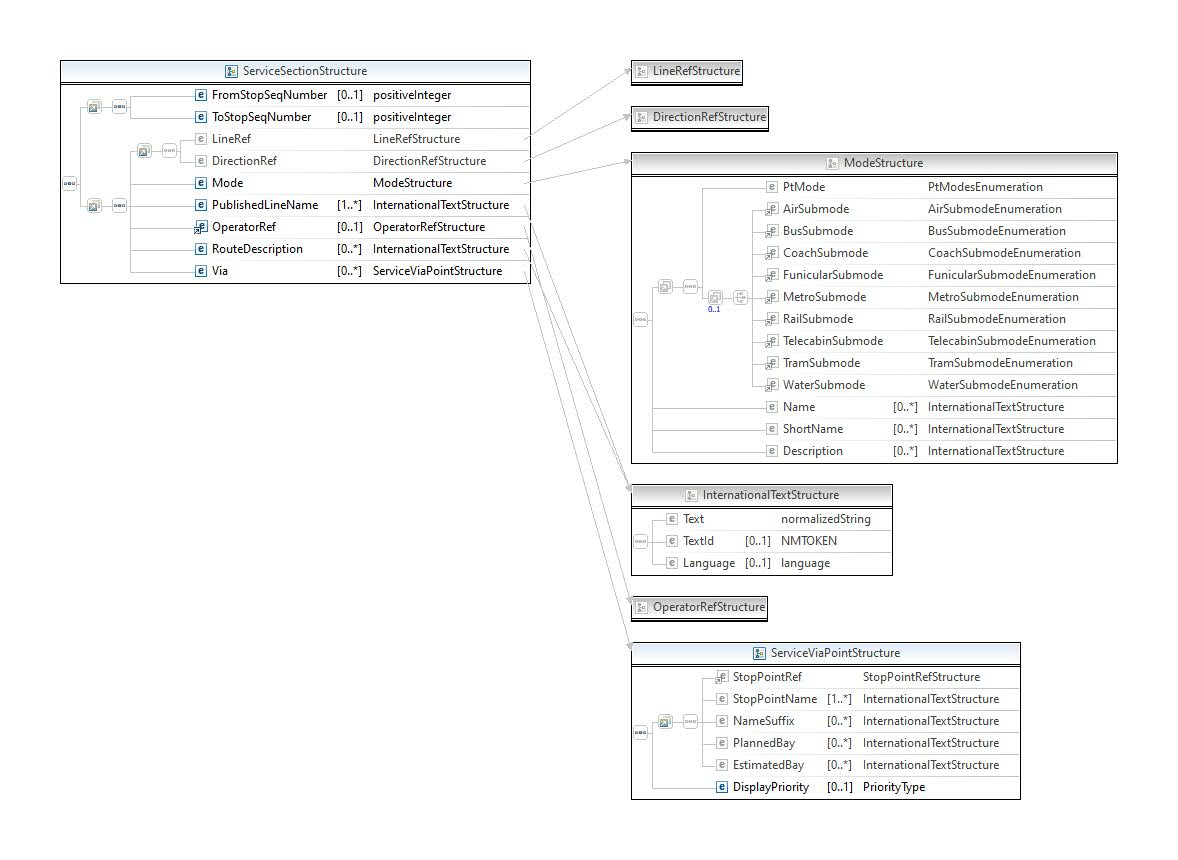 ServiceSectionStructure
FromStopSeqNumber [0..1] positiveInteger
ToStopSeqNumber [0..1] positiveInteger
LineRef LineRefStructure
DirectionRef DirectionRefStructure
Mode ModeStructure
PublishedLineName [1..*] InternationalTextStructure
OperatorRef [0..1] OperatorRefStructure
RouteDescription [0..*] InternationalTextStructure
Via [0..*] ServiceViaPointStructure
LineRefStructure
DirectionRefStructure
ModeStructure
PtMode PtModesEnumeration
AirSubmode AirSubmodeEnumeration
BusSubmode BusSubmodeEnumeration
CoachSubmode CoachSubmodeEnumeration
FunicularSubmode FunicularSubmodeEnumeration
MetroSubmode MetroSubmodeEnumeration
0..1
RailSubmode RailSubmodeEnumeration
TelecabinSubmode TelecabinSubmodeEnumeration
TramSubmode TramSubmodeEnumeration
WaterSubmode WaterSubmodeEnumeration
Name [0..*] InternationalTextStructure
ShortName [0..*] InternationalTextStructure
Description [0..*] InternationalTextStructure
InternationalTextStructure
Text normalizedString
TextId [0..1] NMTOKEN
Language [0..1] language
OperatorRefStructure
ServiceViaPointStructure
StopPointRef StopPointRefStructure
StopPointName [1..*] InternationalTextStructure
NameSuffix [0..*] InternationalTextStructure
PlannedBay [0..*] InternationalTextStructure
EstimatedBay [0..*] InternationalTextStructure
DisplayPriority [0..1] PriorityType